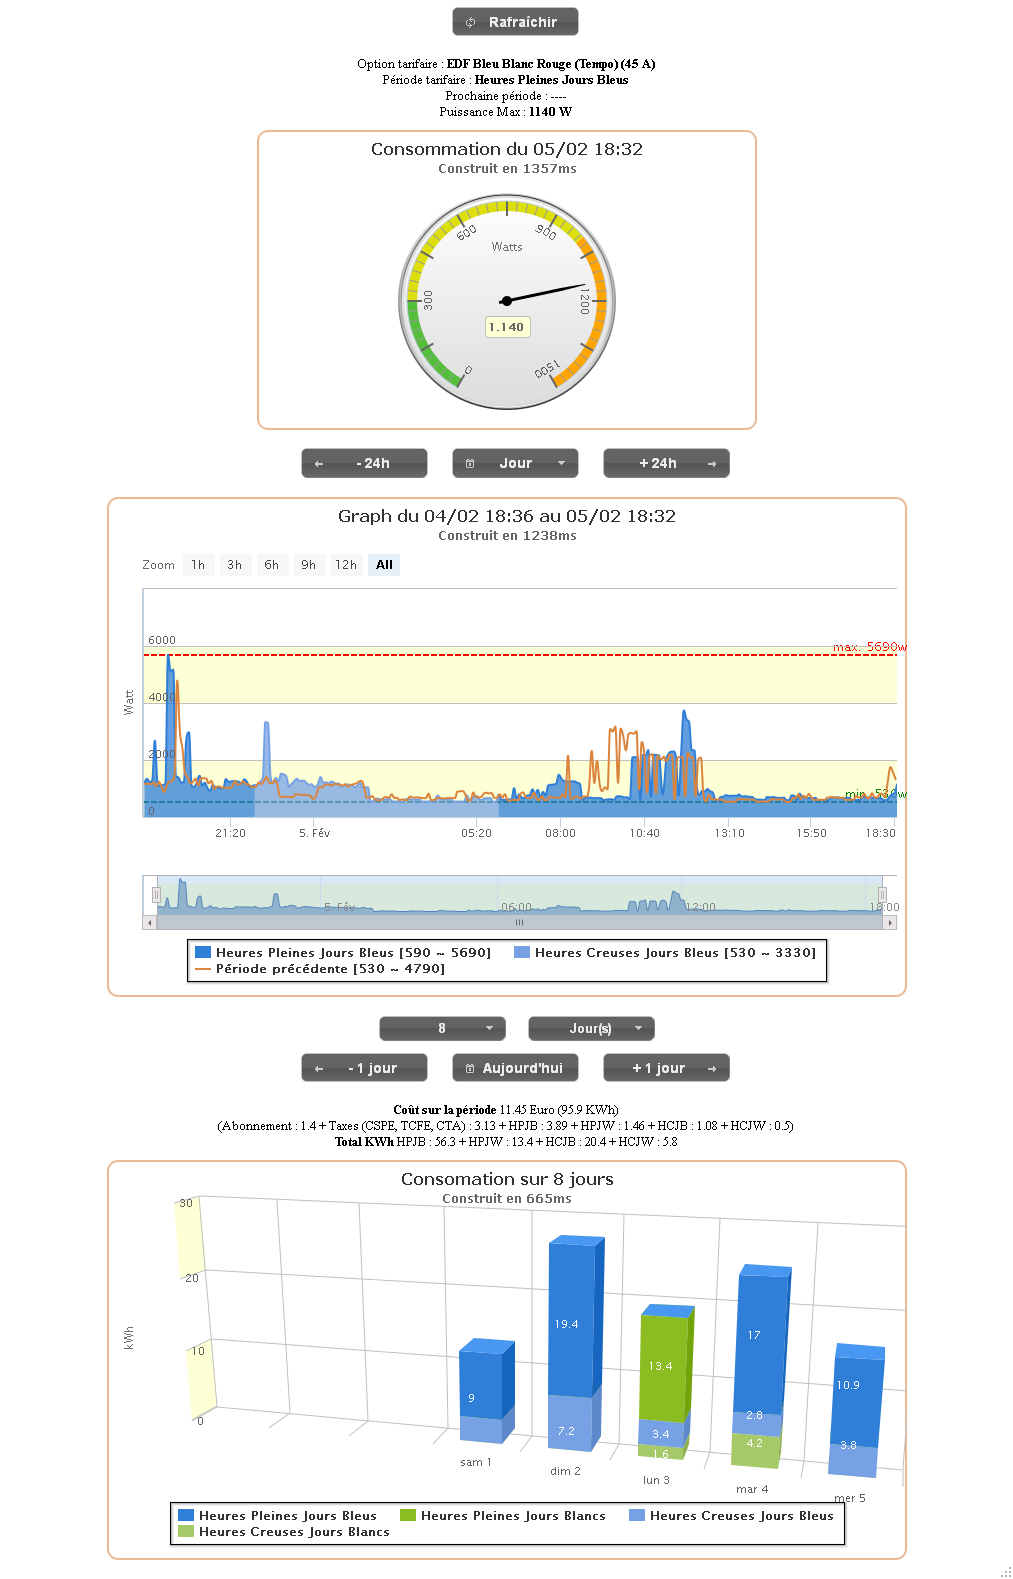 Rafraîchir
Option tarifaire : EDF Bleu Blanc Rouge (Tempo) (45 A)
Période tarifaire : Heures Pleines Jours Bleus
Prochaine période : ----
Puissance Max : 1140 W
Consommation du 05/02 18:32
Construit en 1357ms
0
300
600
900
1200
1500
Watts
1.140
- 24h
Jour
+ 24h
Graph du 04/02 18:36 au 05/02 18:32
Construit en 1238ms
Zoom 1h 3h 6h 9h 12h All
Watt
6000
4000
2000
0
max. 5690w
min. 530w
21:20 5. Fév 05:20 08:00 10:40 13:10 15:50 18:30
5. Fév 06:00 12:00 18:00
Heures Pleines Jours Bleus [590 ~ 5690] Heures Creuses Jours Bleus [530 ~ 3330]
Période précédente [530 ~ 4790]
8 Jour(s)
- 1 jour Aujourd'hui + 1 jour
Coût sur la période 11.45 Euro (95.9 KWh)
(Abonnement : 1.4 + Taxes (CSPE, TCFE, CTA) : 3.13 + HPJB : 3.89 + HPJW : 1.46 + HCJB : 1.08 + HCJW : 0.5)
Total KWh HPJB : 56.3 + HPJW : 13.4 + HCJB : 20.4 + HCJW : 5.8
Consomation sur 8 jours
Construit en 665ms
kWh
30
20
10
0
9
19.4
7.2
13.4
3.4
1.6
17
2.8
4.2
10.9
3.8
sam 1 dim 2 lun 3 mar 4 mer 5
Heures Pleines Jours Bleus Heures Pleines Jours Blancs Heures Creuses Jours Bleus
Heures Creuses Jours Blancs